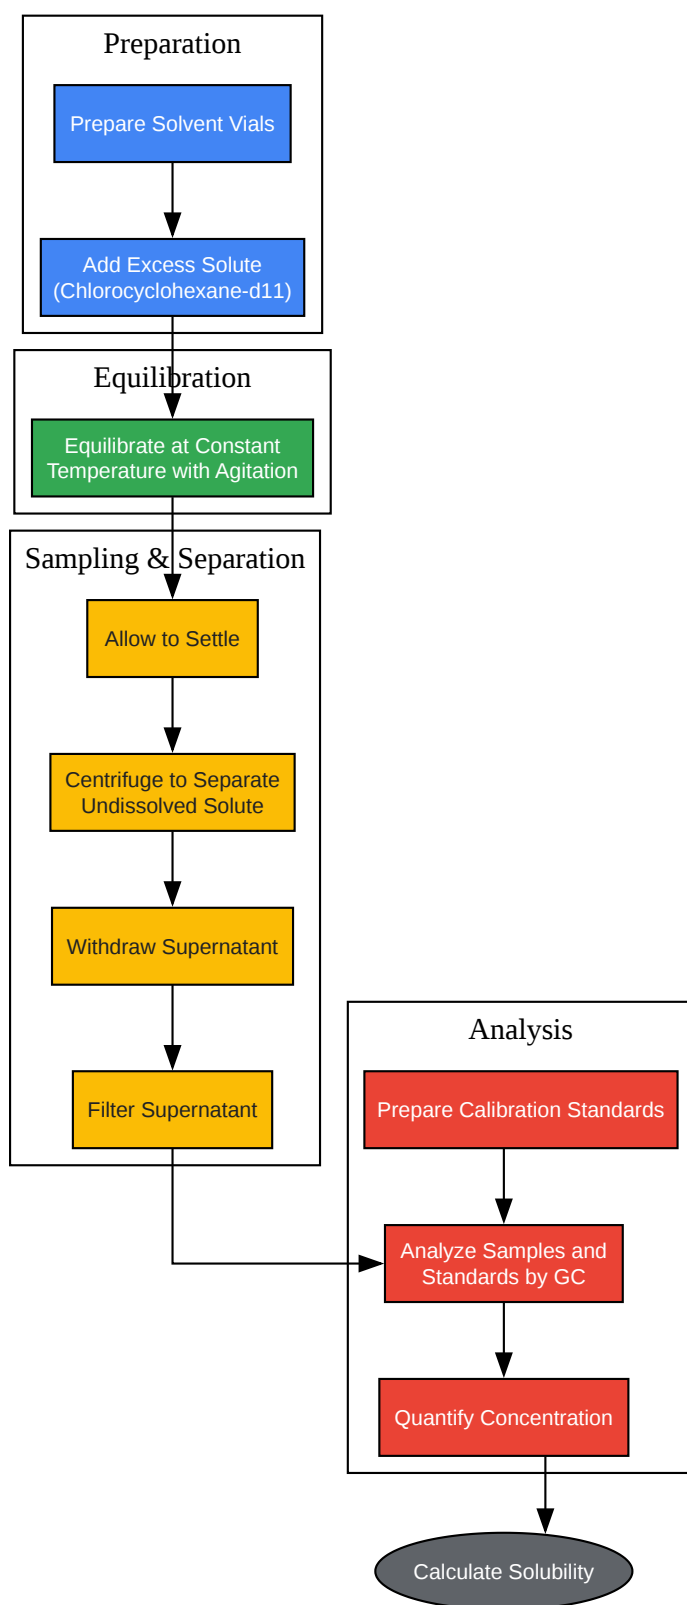 Preparation
Prepare Solvent Vials
Add Excess Solute
(Chlorocyclohexane-d11)
Equilibration
Equilibrate at Constant
Temperature with Agitation
Sampling & Separation
Allow to Settle
Centrifuge to Separate
Undissolved Solute
Withdraw Supernatant
Filter Supernatant
Analysis
Prepare Calibration Standards
Analyze Samples and
Standards by GC
Quantify Concentration
Calculate Solubility